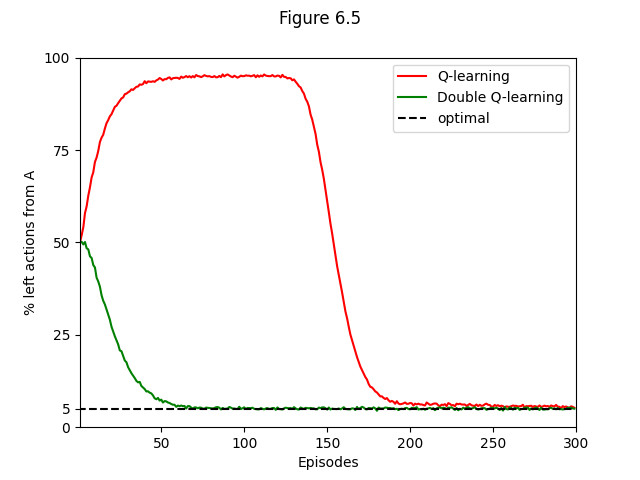 Figure 6.5
100
75
50
25
5
0
% left actions from A
Q-learning
Double Q-learning
optimal
50
100
150
200
250
300
Episodes